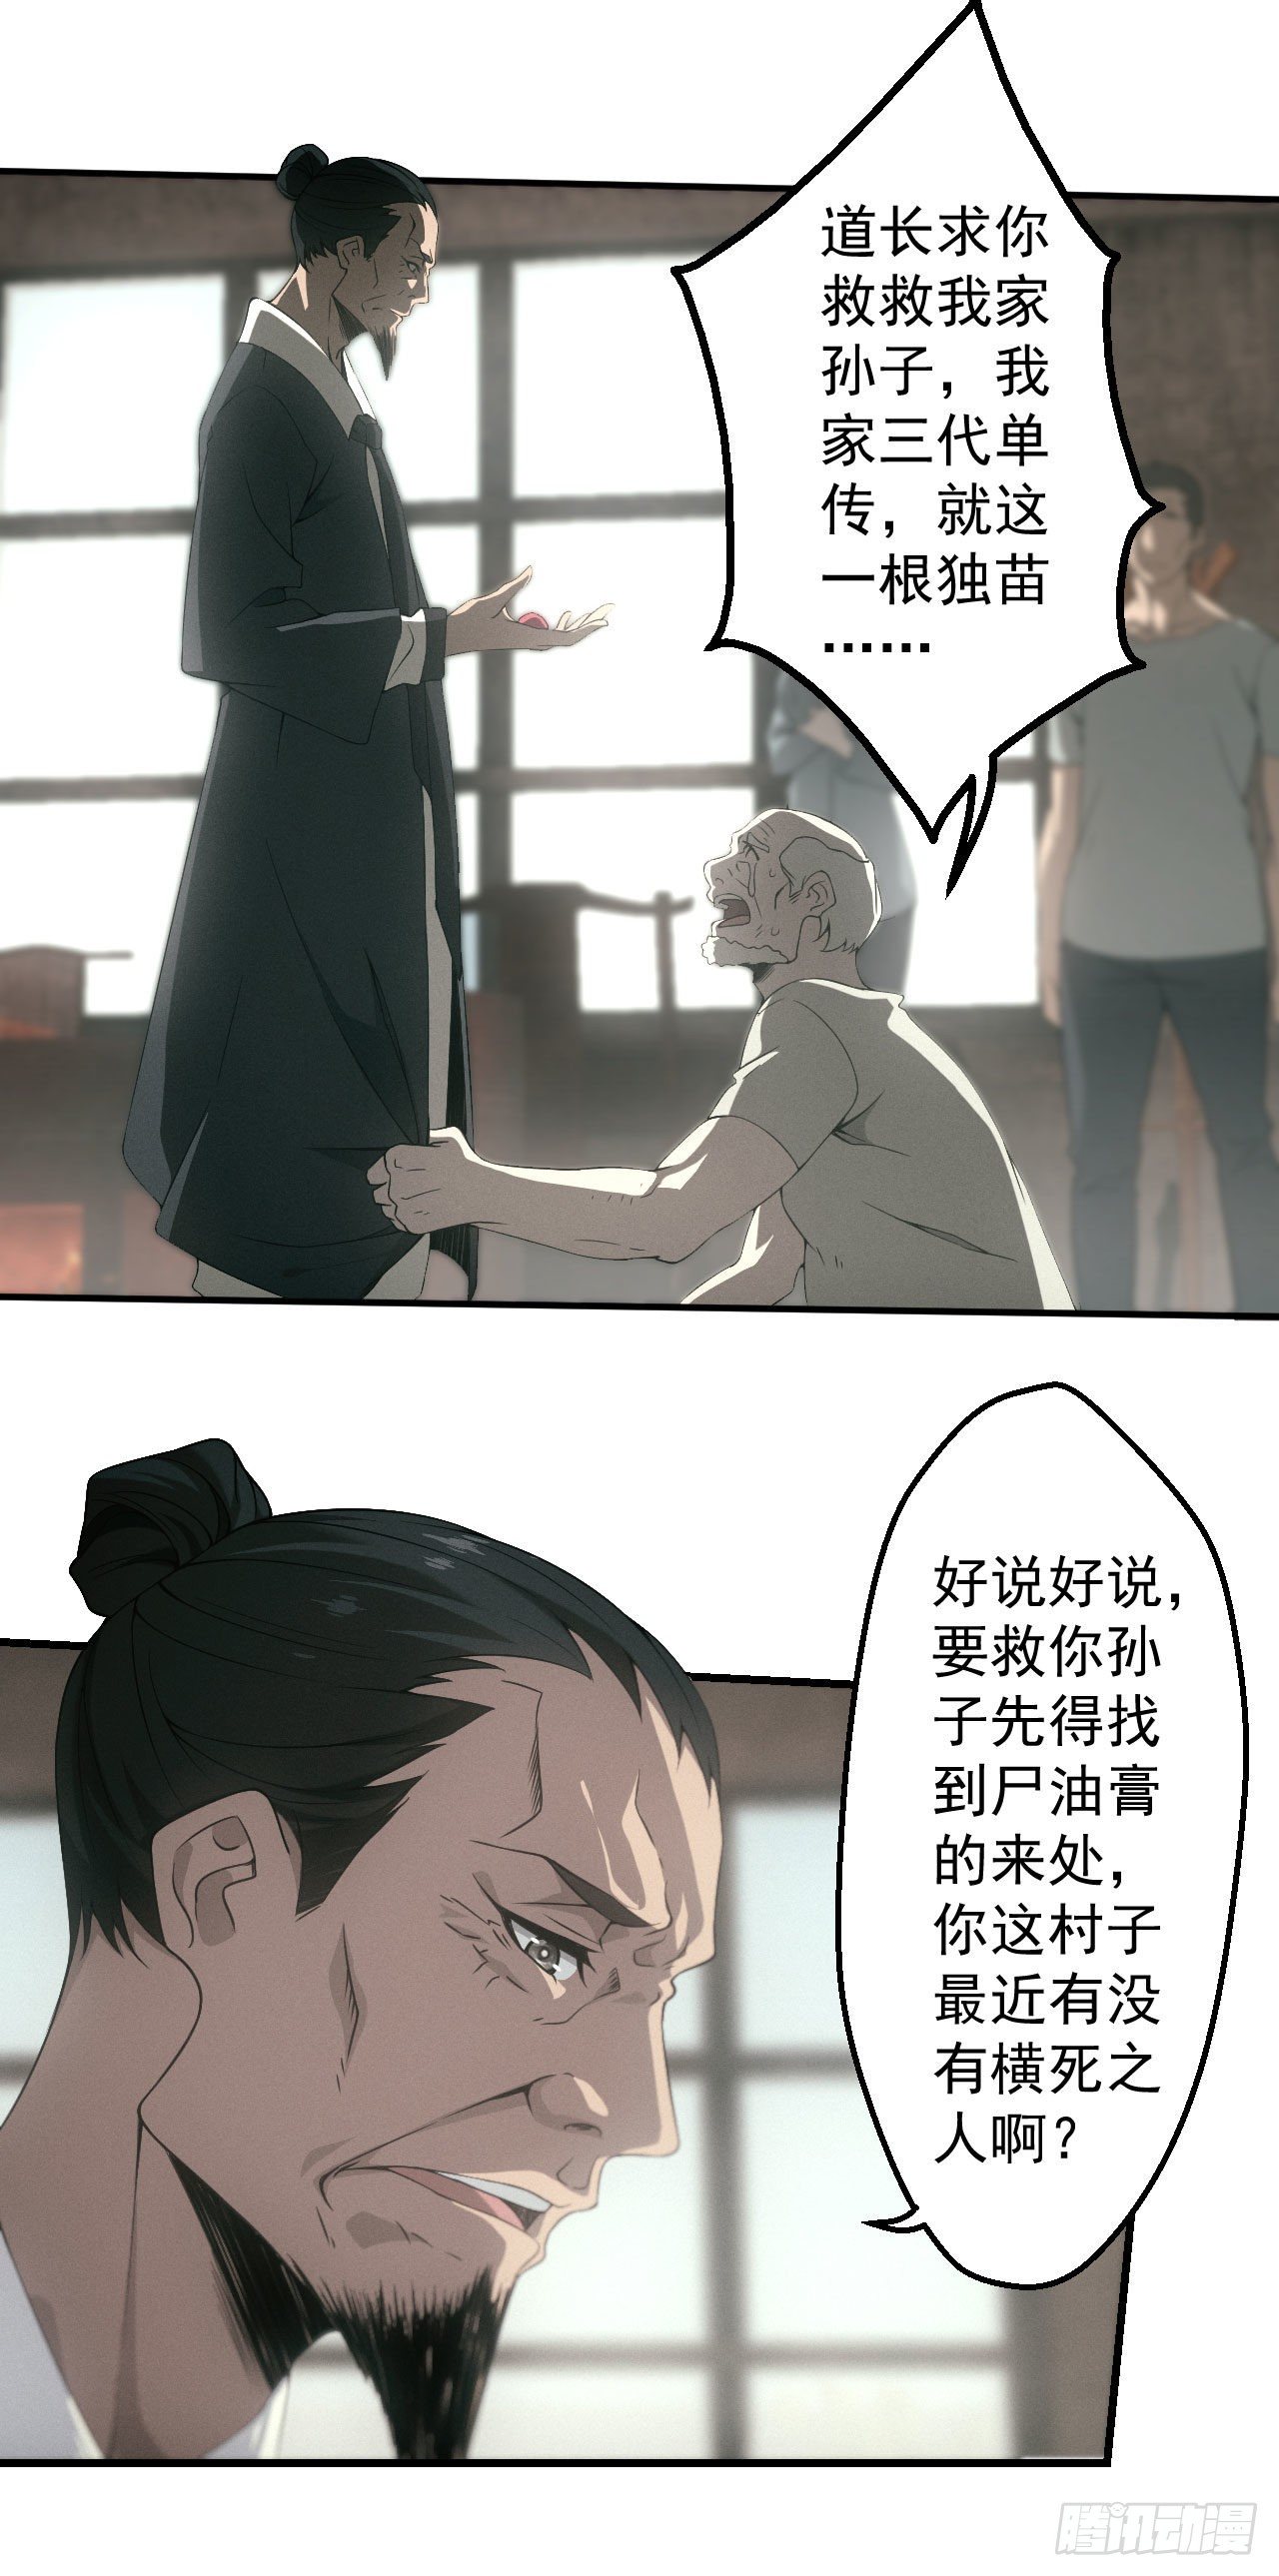 道长求你
救救我家
孙子，我
家三代单
传，就这
一根独苗
……
好说好说，
要救你孙
子先得找
到尸油膏
的来处，
你这村子
最近有没
有横死之
人啊？
腾讯动漫